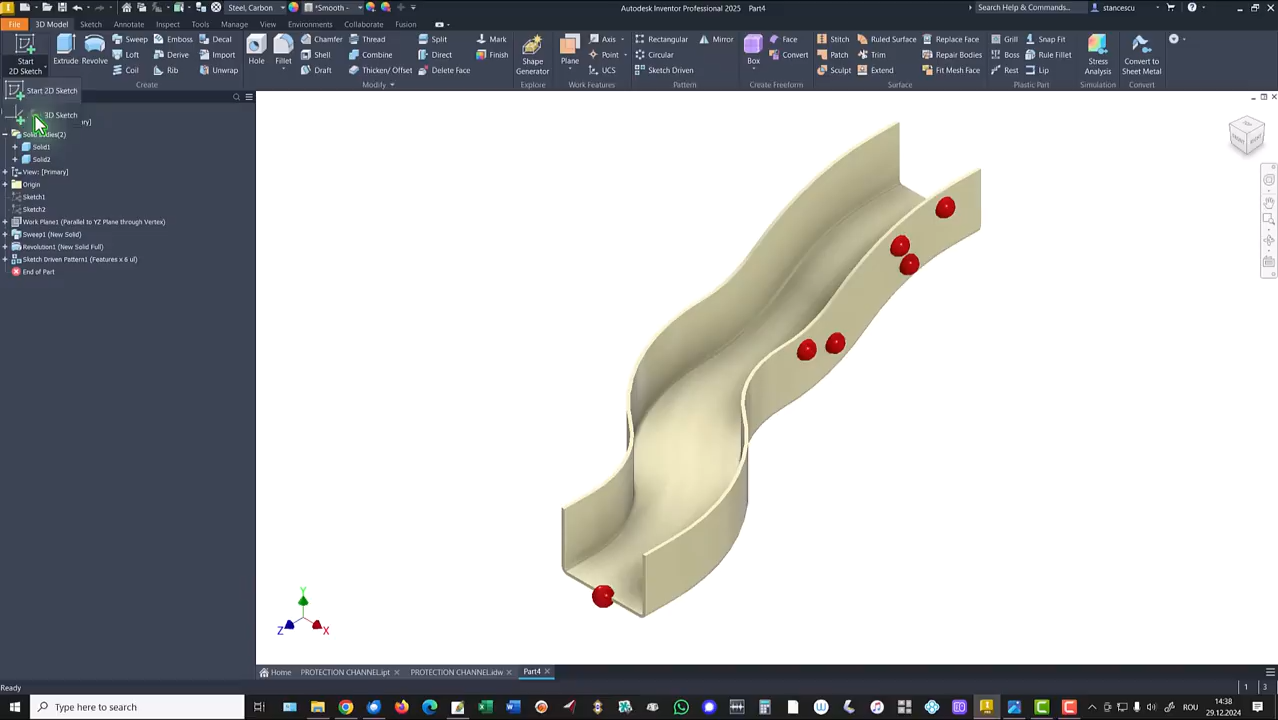 Steel, Carbon
*Smooth -
Autodesk Inventor Professional 2025 Part4
Search Help & Commands...
stancescu
File 3D Model Sketch Annotate Inspect Tools Manage View Environments Collaborate Fusion
Start
2D Sketch
Extrude
Revolve
Sweep Emboss Decal
Loft Derive Import
Coil Rib Unwrap
Create
Hole
Fillet
Chamfer Thread Split Mark
Shell Combine Direct Finish
Draft Thicken/ Offset Delete Face
Modify
Shape
Generator
Explore
Plane
Axis
Point
UCS
Work Features
Rectangular Mirror
Circular
Sketch Driven
Pattern
Box
Face
Convert
Create Freeform
Stitch Ruled Surface Replace Face
Patch Trim Repair Bodies
Sculpt Extend Fit Mesh Face
Surface
Grill Snap Fit
Boss Rule Fillet
Rest Lip
Plastic Part
Stress
Analysis
Simulation
Convert to
Sheet Metal
Convert
Start 2D Sketch
3D Sketch
Solid Bodies(2)
Solid1
Solid2
View: [Primary]
Origin
Sketch1
Sketch2
Work Plane1 (Parallel to YZ Plane through Vertex)
Sweep1 (New Solid)
Revolution1 (New Solid Full)
Sketch Driven Pattern1 (Features x 6 ul)
End of Part
Y
Z
X
Home PROTECTION CHANNEL.ipt PROTECTION CHANNEL.idw Part4
Ready
1 3
Type here to search
ROU
14:38
29.12.2024